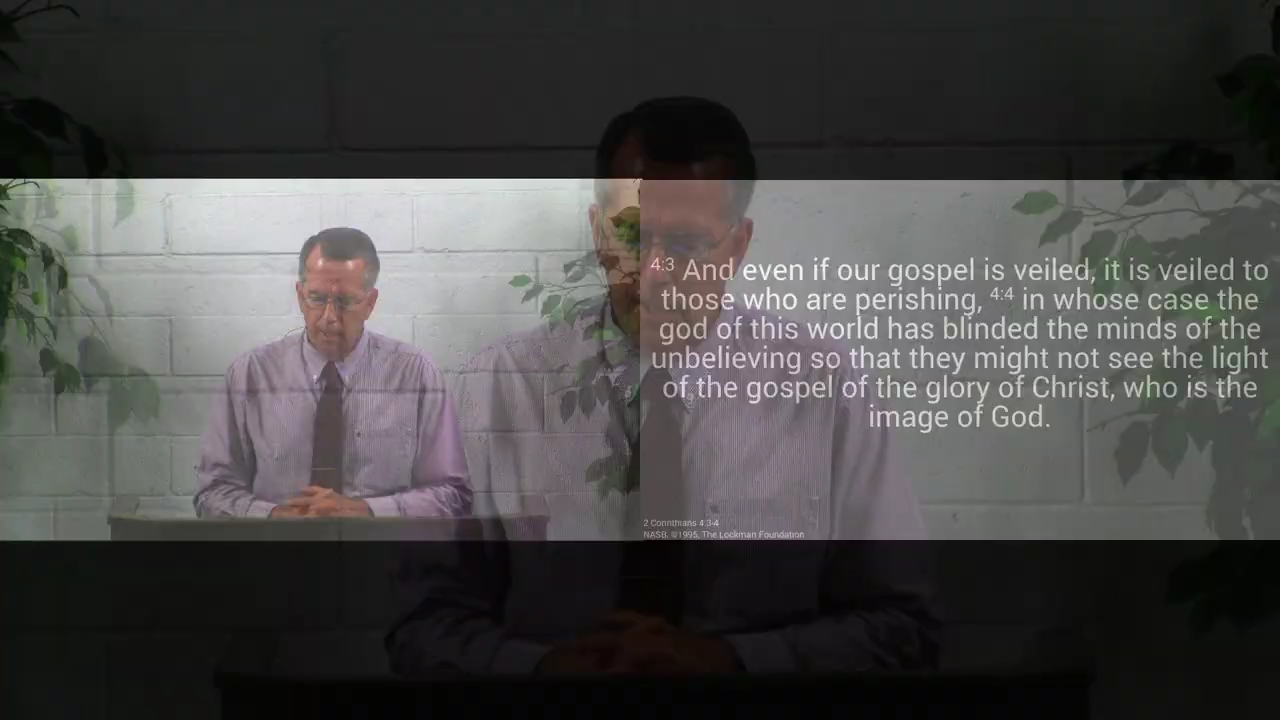 4:3 And even if our gospel is veiled, it is veiled to
those who are perishing, 4:4 in whose case the
god of this world has blinded the minds of the
unbelieving so that they might not see the light
of the gospel of the glory of Christ, who is the
image of God.
2 Corinthians 4:3-4
NASB, ©1995, The Lockman Foundation